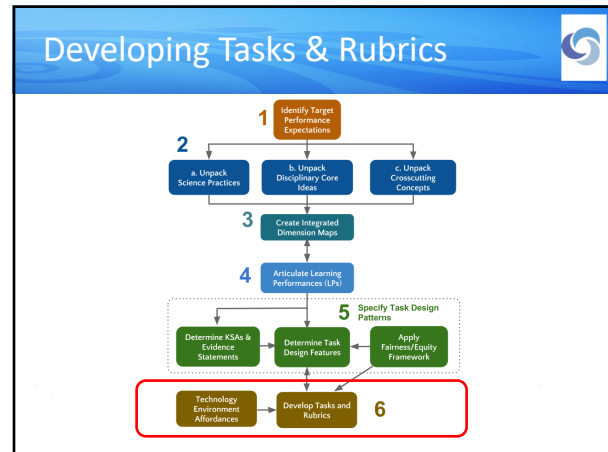 Developing Tasks & Rubrics
1
Identify Target
Performance
Expectations
2
a. Unpack
Science Practices
b. Unpack
Disciplinary Core
Ideas
c. Unpack
Crosscutting
Concepts
3
Create Integrated
Dimension Maps
4
Articulate Learning
Performances (LPs)
5
Specify Task Design
Patterns
Determine KSAs &
Evidence
Statements
Determine Task
Design Features
Apply
Fairness/Equity
Framework
Technology
Environment
Affordances
Develop Tasks and
Rubrics
6